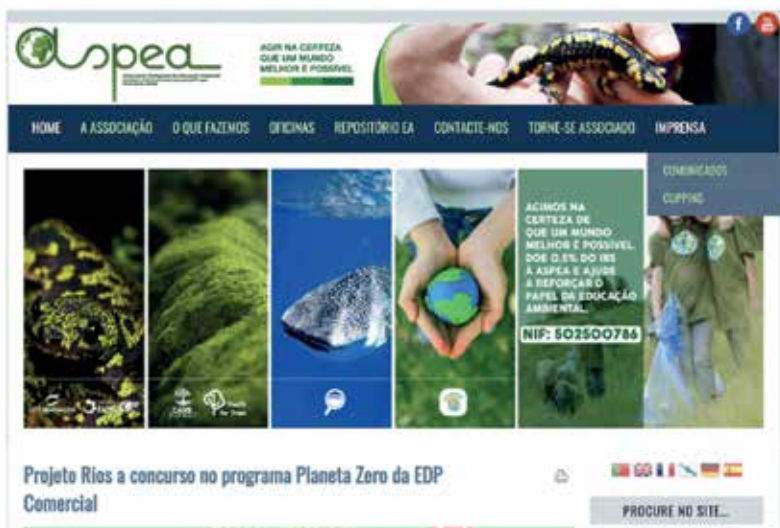 aspea
AGIR NA CERTEZA
QUE UM MUNDO
MELHOR É POSSÍVEL
HOME A ASSOCIAÇÃO O QUE FAZEMOS OFICINAS REPOSITÓRIO EA CONTACTE-NOS TORNE-SE ASSOCIADO IMPRENSA
COMUNICADOS
CLIPPING
AGIMOS NA
CERTEZA DE
QUE UM MUNDO
MELHOR É POSSÍVEL.
DOE 0,5% DO IRS
À ASPEA E AJUDE
A REFORÇAR O
PAPEL DA EDUCAÇÃO
AMBIENTAL.
NIF: 502500786
Projeto Rios a concurso no programa Planeta Zero da EDP
Comercial
PROCURE NO SITE...